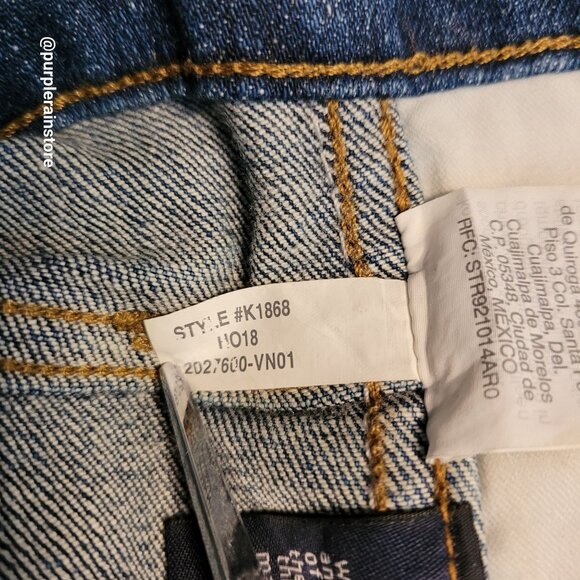 @purplerainstore
STYLE #K1868
HO18
2027600-VN01
de Quiroga
Piso 3 Col. Santa F
Cuajimalpa, Del.
Cuajimalpa de Morelos
C.P. 05348, Ciudad de
México, MEXICO
RFC: STR921014AR0